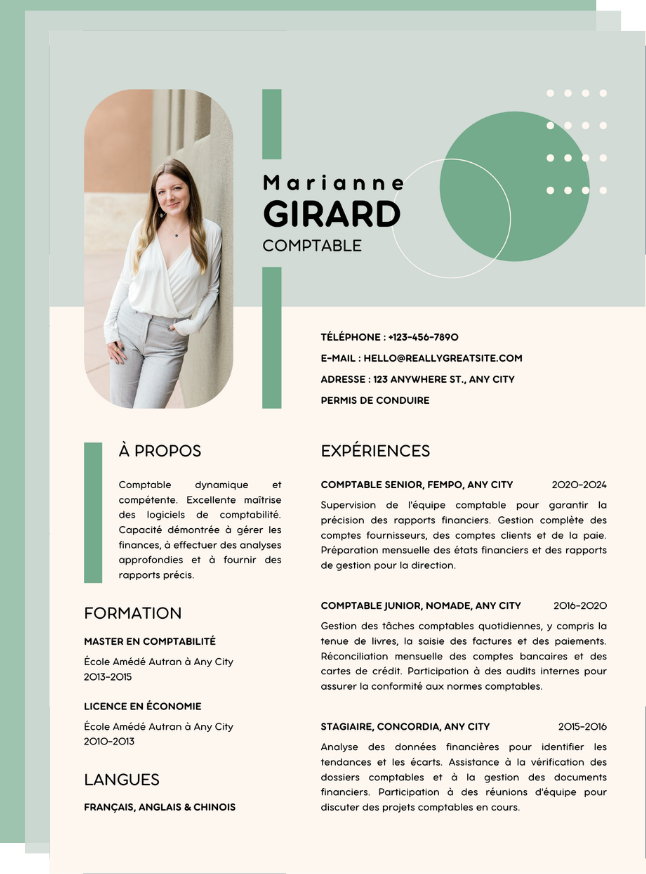 Marianne
GIRARD
COMPTABLE
TÉLÉPHONE : +123-456-7890
E-MAIL : HELLO@REALLYGREATSITE.COM
ADRESSE : 123 ANYWHERE ST., ANY CITY
PERMIS DE CONDUIRE
À PROPOS
Comptable dynamique et
compétente. Excellente maîtrise
des logiciels de comptabilité.
Capacité démontrée à gérer les
finances, à effectuer des analyses
approfondies et à fournir des
rapports précis.
FORMATION
MASTER EN COMPTABILITÉ
École Amédé Autran à Any City
2013-2015
LICENCE EN ÉCONOMIE
École Amédé Autran à Any City
2010-2013
LANGUES
FRANÇAIS, ANGLAIS & CHINOIS
EXPÉRIENCES
COMPTABLE SENIOR, FEMPO, ANY CITY 2020-2024
Supervision de l'équipe comptable pour garantir la
précision des rapports financiers. Gestion complète des
comptes fournisseurs, des comptes clients et de la paie.
Préparation mensuelle des états financiers et des rapports
de gestion pour la direction.
COMPTABLE JUNIOR, NOMADE, ANY CITY 2016-2020
Gestion des tâches comptables quotidiennes, y compris la
tenue de livres, la saisie des factures et des paiements.
Réconciliation mensuelle des comptes bancaires et des
cartes de crédit. Participation à des audits internes pour
assurer la conformité aux normes comptables.
STAGIAIRE, CONCORDIA, ANY CITY 2015-2016
Analyse des données financières pour identifier les
tendances et les écarts. Assistance à la vérification des
dossiers comptables et à la gestion des documents
financiers. Participation à des réunions d'équipe pour
discuter des projets comptables en cours.